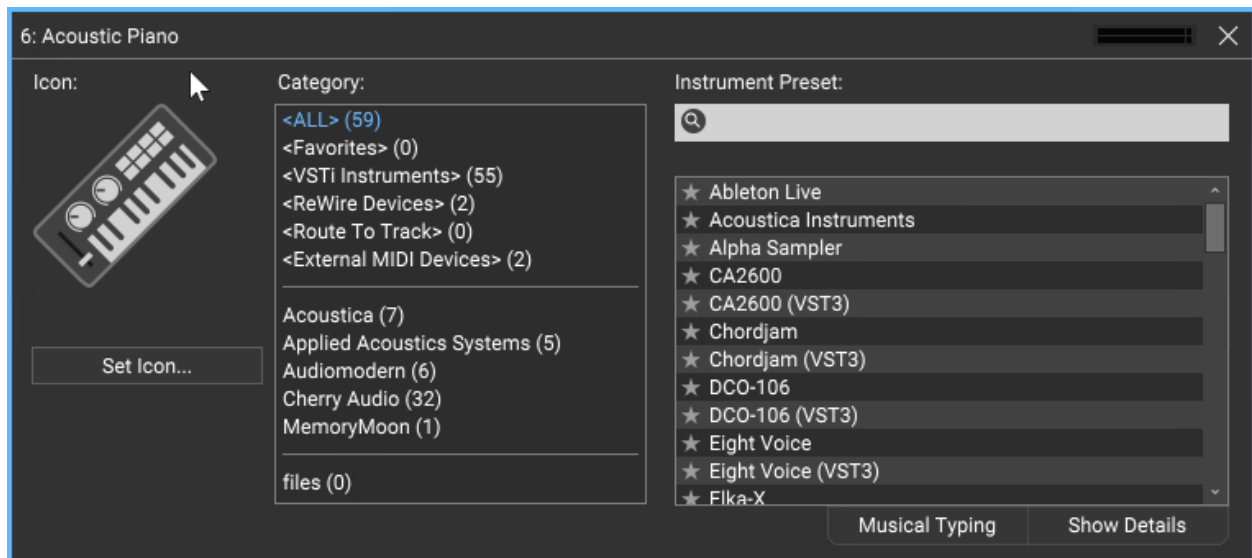 6: Acoustic Piano
Icon:
Set Icon...
Category:
<ALL> (59)
<Favorites> (0)
<VSTi Instruments> (55)
<ReWire Devices> (2)
<Route To Track> (0)
<External MIDI Devices> (2)
Acoustica (7)
Applied Acoustics Systems (5)
Audiomodern (6)
Cherry Audio (32)
MemoryMoon (1)
files (0)
Instrument Preset:
Ableton Live
Acoustica Instruments
Alpha Sampler
CA2600
CA2600 (VST3)
Chordjam
Chordjam (VST3)
DCO-106
DCO-106 (VST3)
Eight Voice
Eight Voice (VST3)
Elka-X
Musical Typing
Show Details